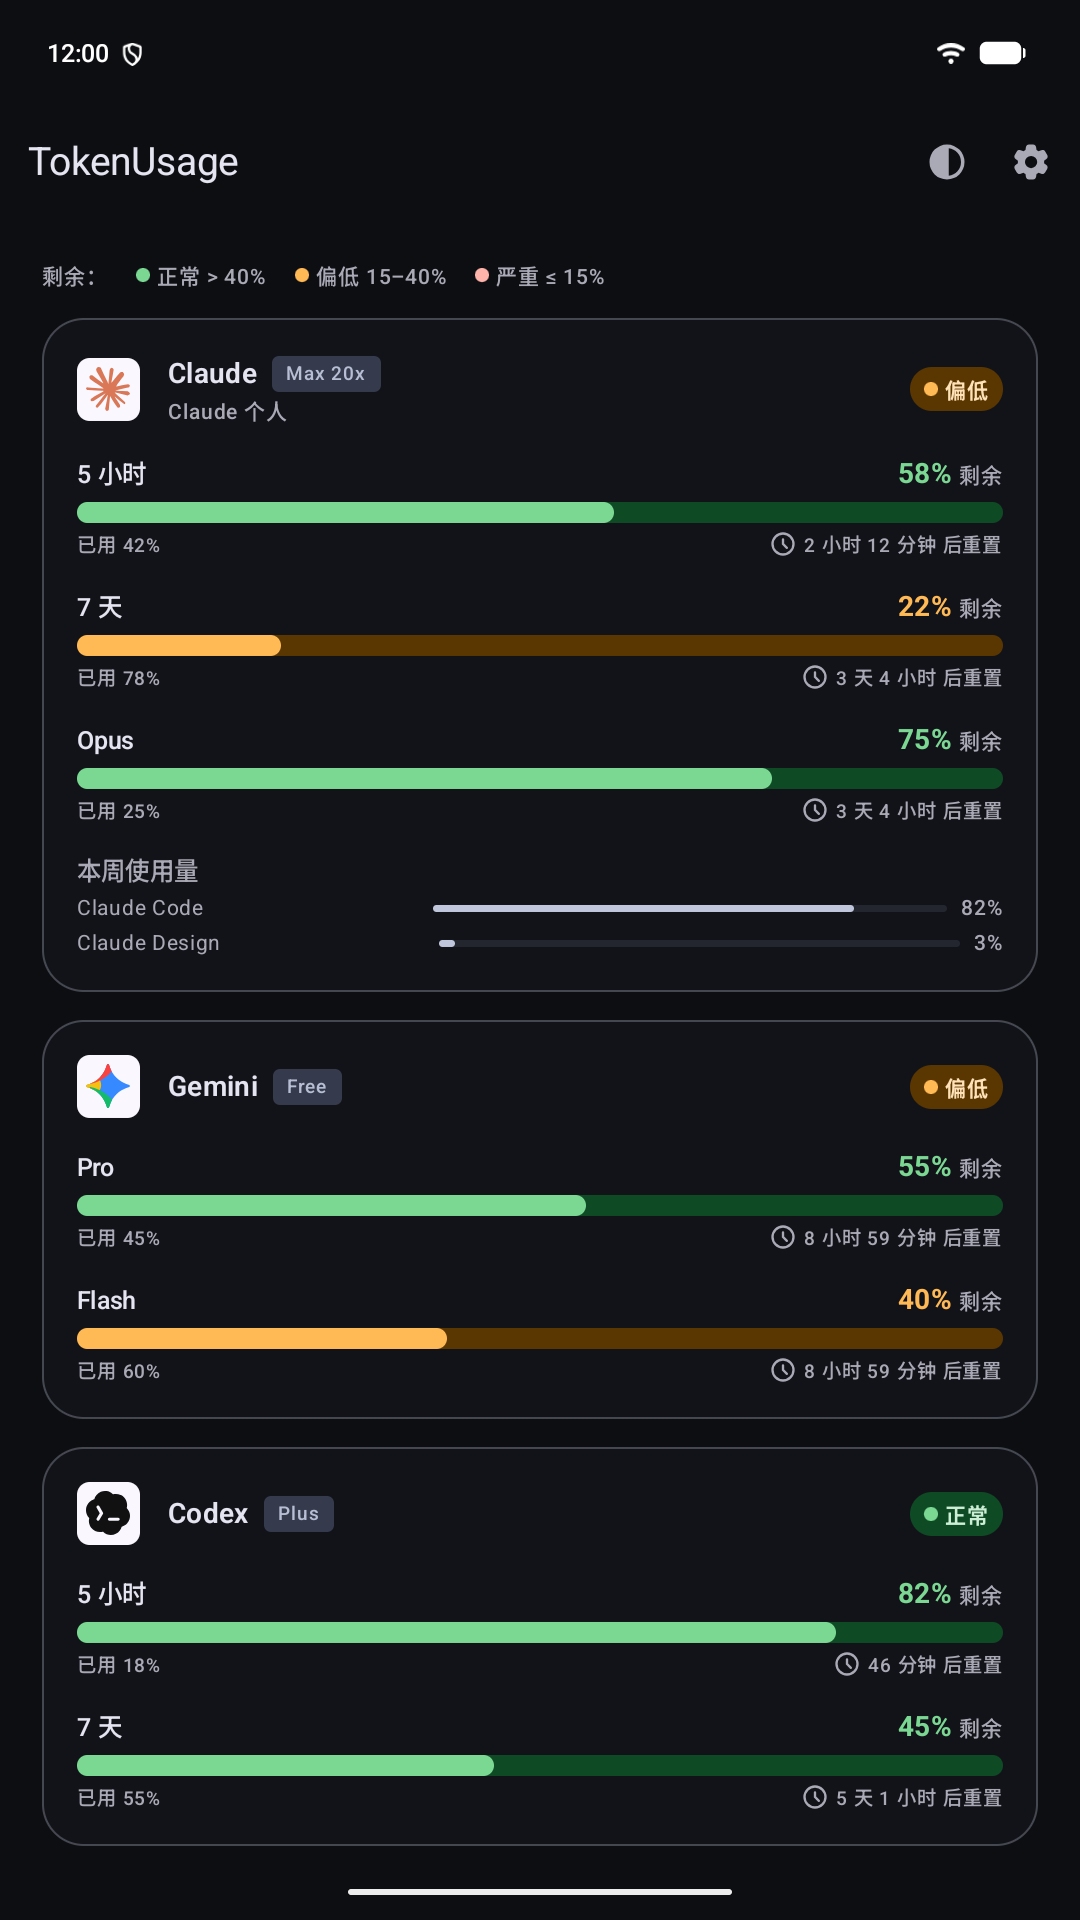 12:00
TokenUsage
剩余： 正常 > 40% 偏低 15–40% 严重 ≤ 15%
Claude Max 20x
Claude 个人
偏低
5 小时 58% 剩余
已用 42% 2 小时 12 分钟 后重置
7 天 22% 剩余
已用 78% 3 天 4 小时 后重置
Opus 75% 剩余
已用 25% 3 天 4 小时 后重置
本周使用量
Claude Code 82%
Claude Design 3%
Gemini Free 偏低
Pro 55% 剩余
已用 45% 8 小时 59 分钟 后重置
Flash 40% 剩余
已用 60% 8 小时 59 分钟 后重置
Codex Plus 正常
5 小时 82% 剩余
已用 18% 46 分钟 后重置
7 天 45% 剩余
已用 55% 5 天 1 小时 后重置